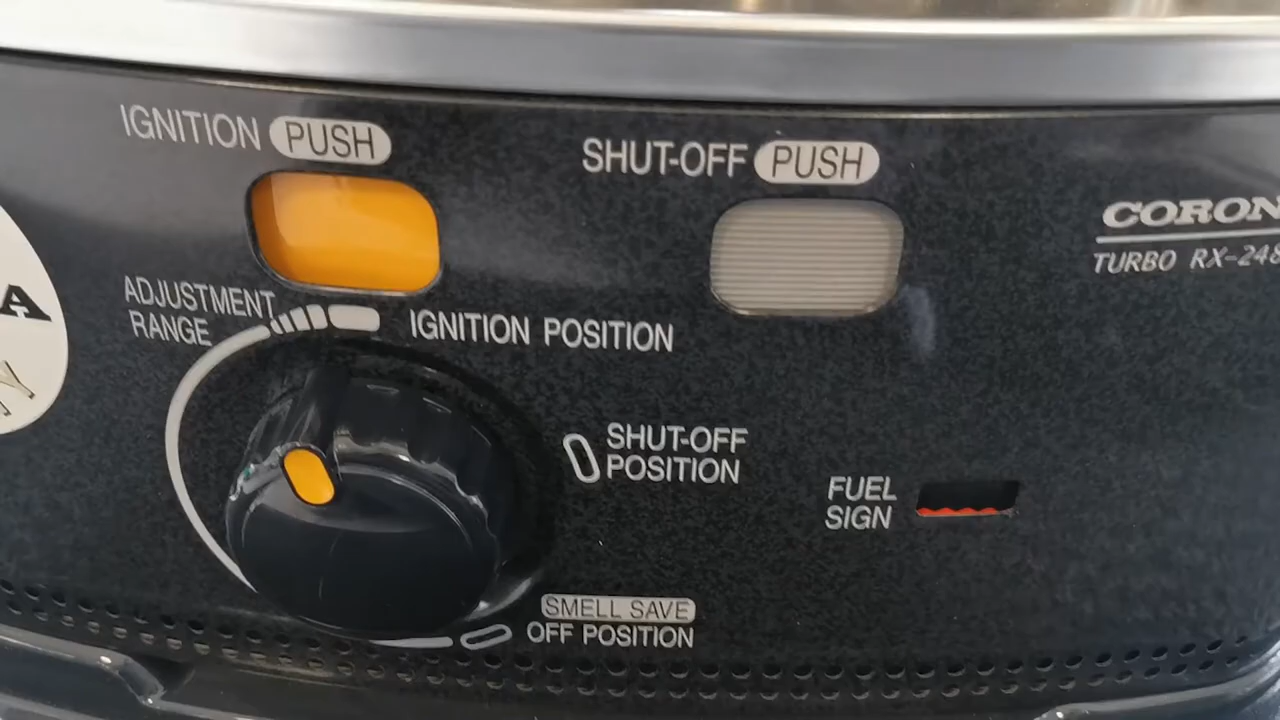 IGNITION PUSH
SHUT-OFF PUSH
CORON
TURBO RX-248
ADJUSTMENT
RANGE
IGNITION POSITION
A
Y
SHUT-OFF
POSITION
FUEL
SIGN
SMELL SAVE
OFF POSITION